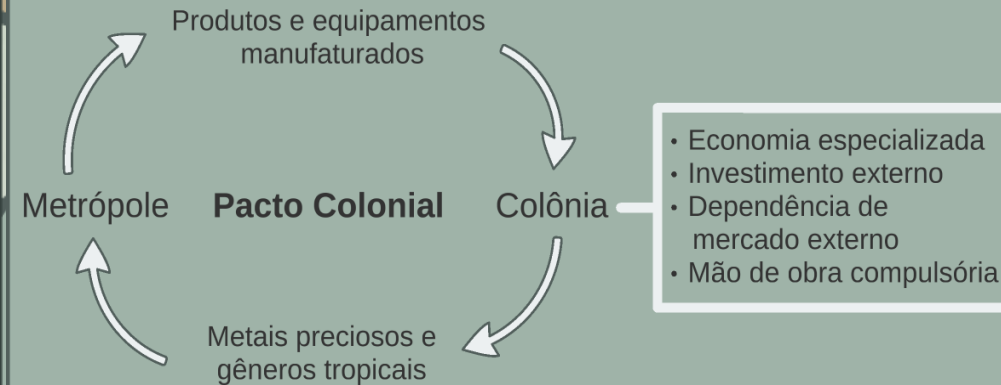 Produtos e equipamentos
manufaturados
Metrópole
Pacto Colonial
Colônia
• Economia especializada
• Investimento externo
• Dependência de
mercado externo
• Mão de obra compulsória
Metais preciosos e
gêneros tropicais